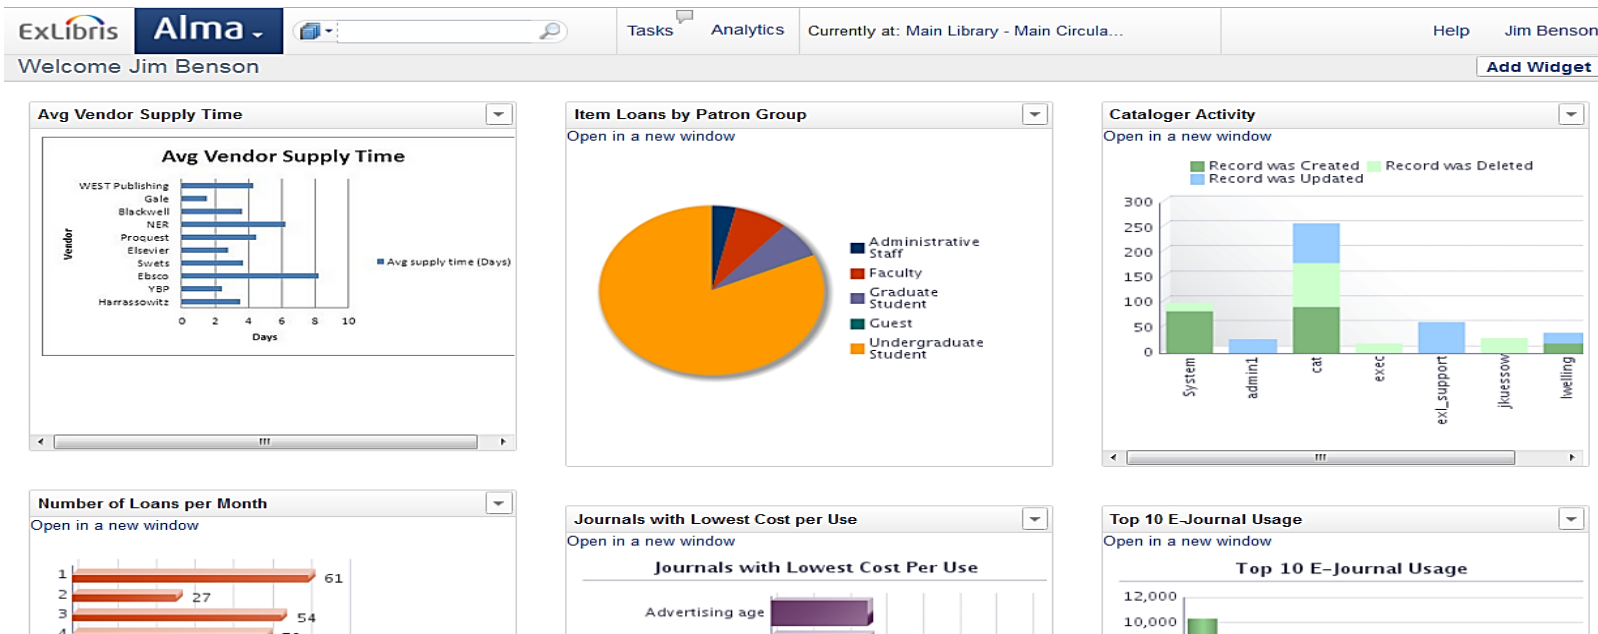 ExLibris Alma
Tasks Analytics Currently at: Main Library - Main Circula... Help Jim Benson
Welcome Jim Benson
Add Widget
Avg Vendor Supply Time
Avg Vendor Supply Time
Vendor
WEST Publishing
Gale
Blackwell
NER
Proquest
Elsevier
Swets
Ebsco
YBP
Harrassowitz
0 2 4 6 8 10
Days
Avg supply time (Days)
Item Loans by Patron Group
Open in a new window
Administrative
Staff
Faculty
Graduate
Student
Guest
Undergraduate
Student
Cataloger Activity
Open in a new window
Record was Created Record was Deleted
Record was Updated
300
250
200
150
100
50
0
System
admin1
cat
exec
exl_support
jkuessow
lwelling
Number of Loans per Month
Open in a new window
1 61
2 27
3 54
Journals with Lowest Cost per Use
Open in a new window
Journals with Lowest Cost Per Use
Advertising age
Top 10 E-Journal Usage
Open in a new window
Top 10 E-Journal Usage
12,000
10,000